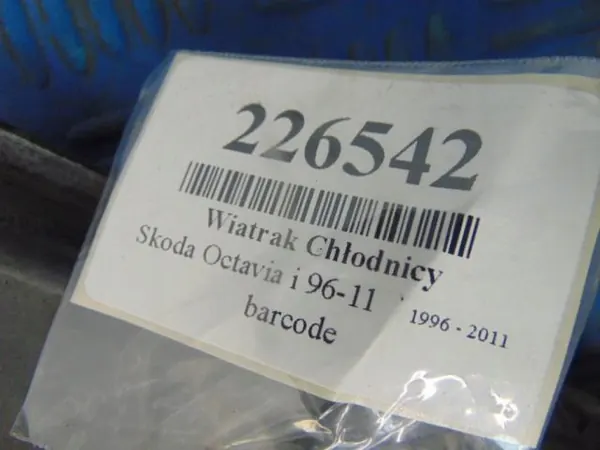 226542
Wiatrak Chłodnicy
Skoda Octavia i 96-11 1996 - 2011
barcode